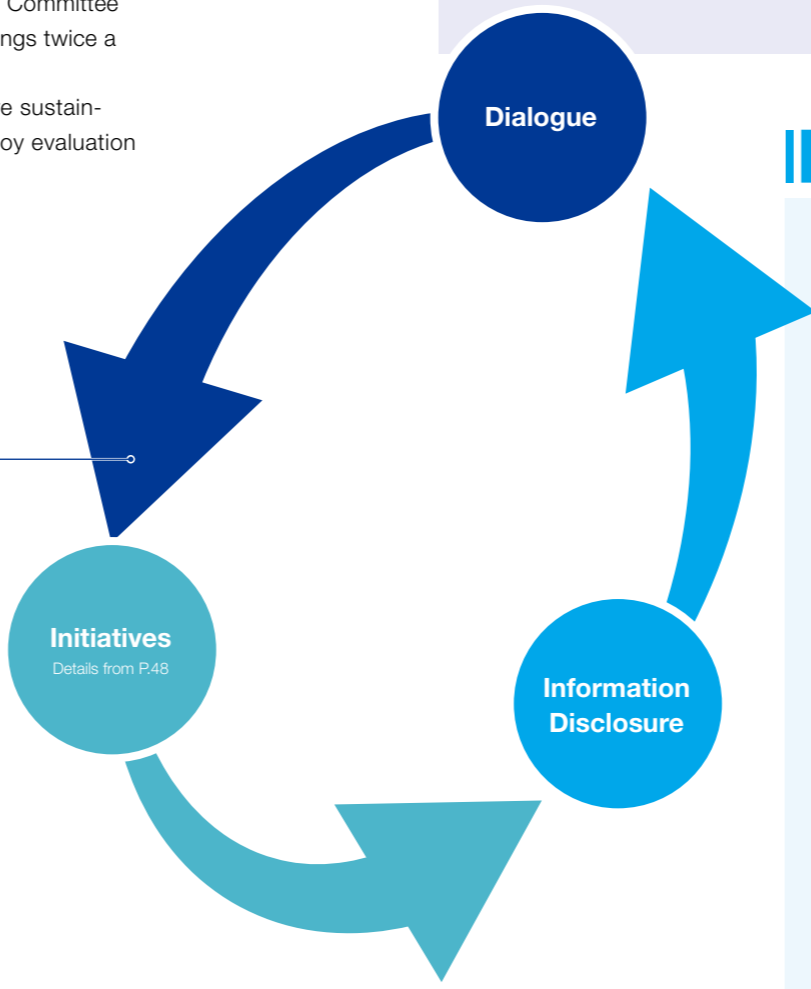 Committee
ngs twice a
e sustain-
oy evaluation
Dialogue
Initiatives
Details from P.48
Information
Disclosure